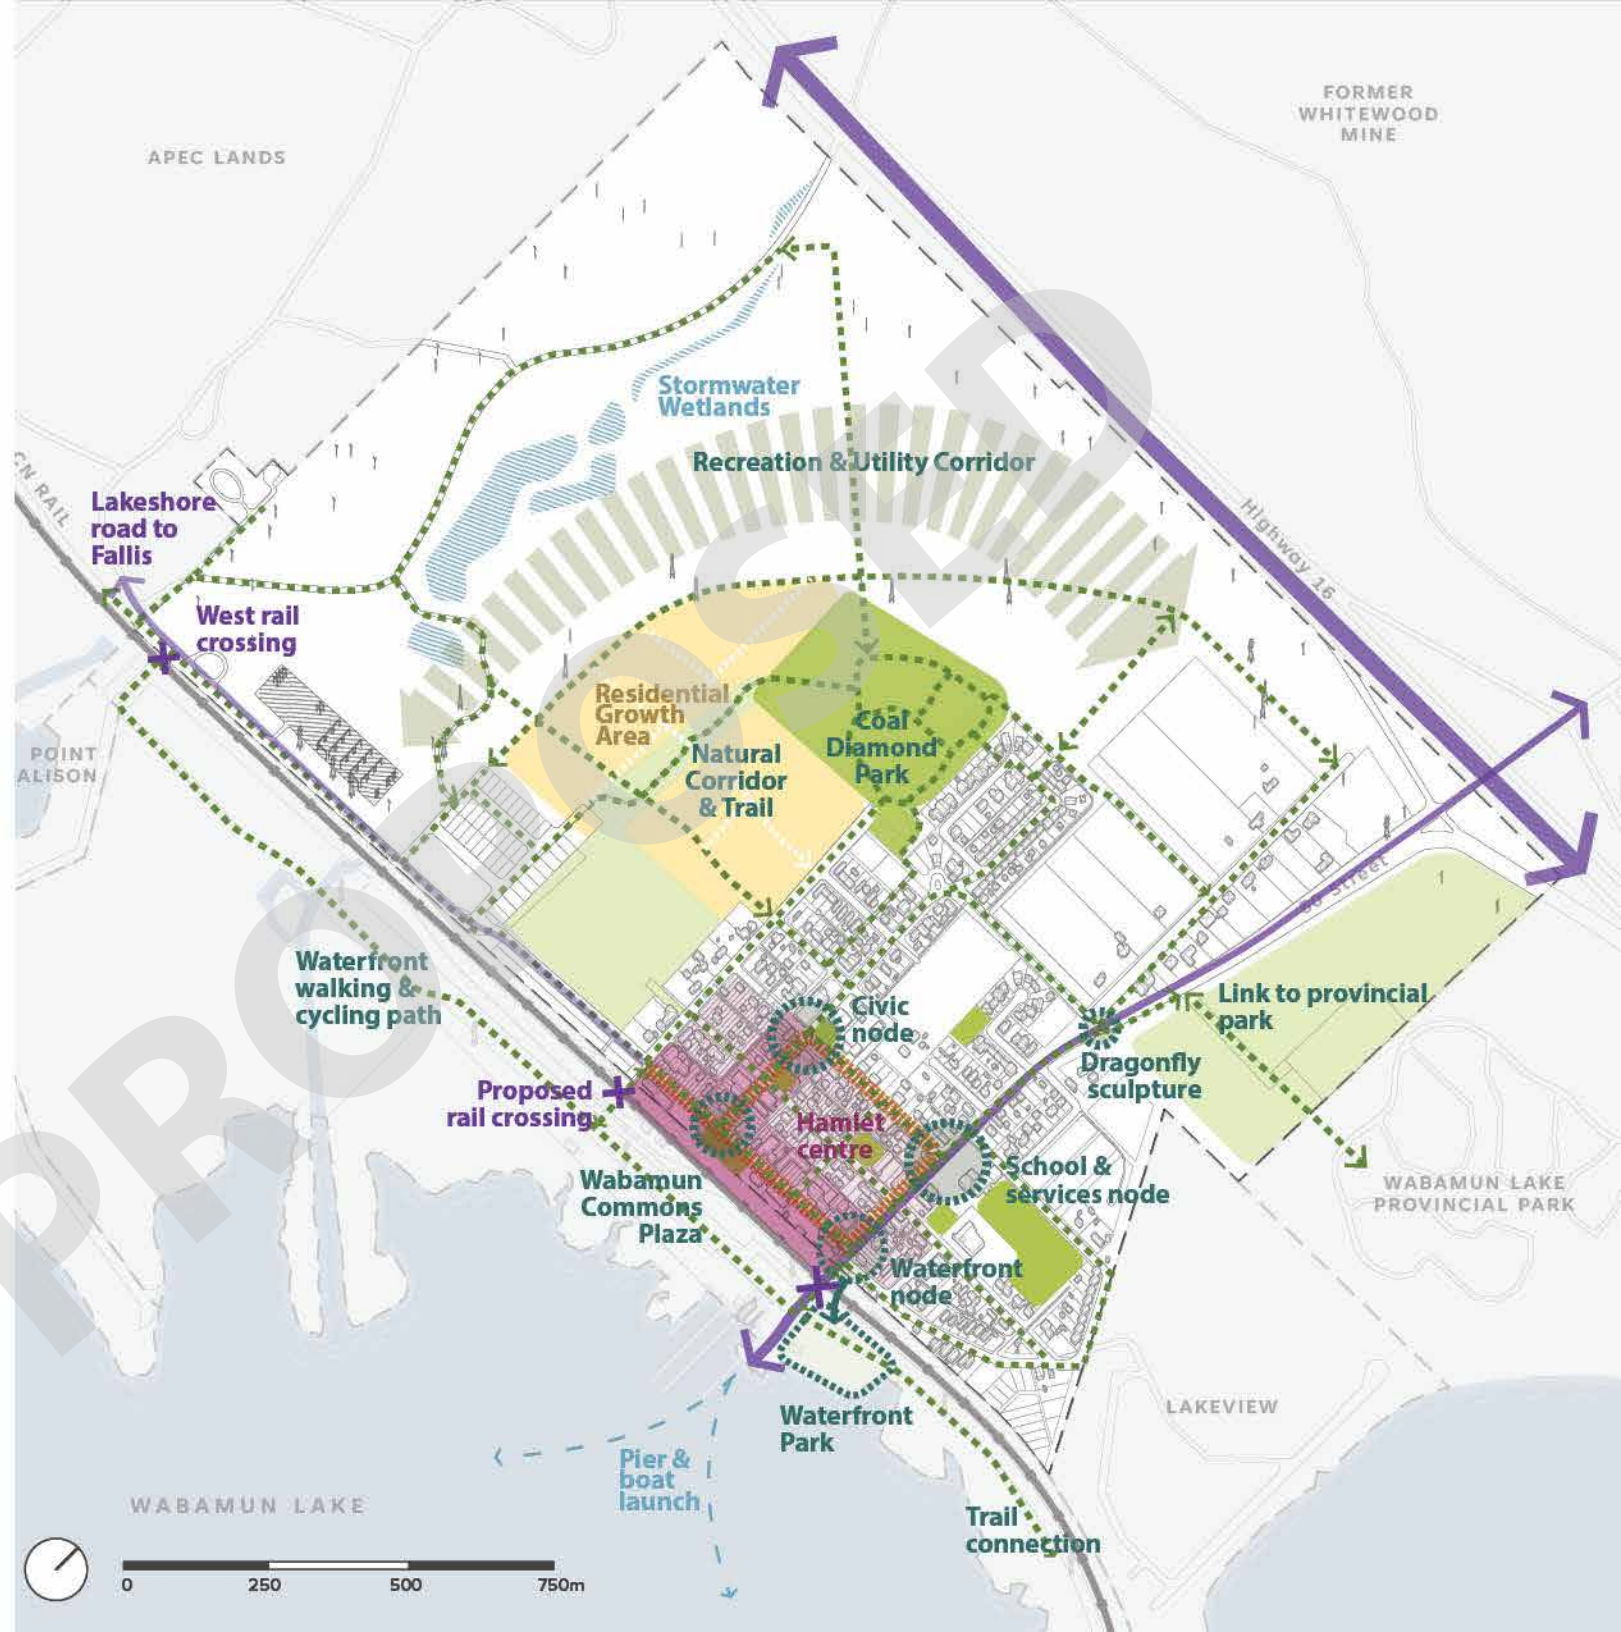 FORMER
WHITEWOOD
MINE
APEC LANDS
Stormwater
Wetlands
Recreation & Utility Corridor
CN RAIL
Lakeshore
road to
Fallis
Highway 16
West rail
crossing
Residential
Growth
Area
Coal
Diamond
Park
Natural
Corridor
& Trail
POINT
ALISON
Street
Waterfront
walking &
cycling path
Civic
node
Link to provincial
park
Dragonfly
sculpture
Proposed
rail crossing
Hamlet
centre
School &
services node
Wabamun
Commons
Plaza
WABAMUN LAKE
PROVINCIAL PARK
Waterfront
node
Waterfront
Park
LAKEVIEW
Pier &
boat
launch
WABAMUN LAKE
Trail
connection
0 250 500 750m
PROPOSED